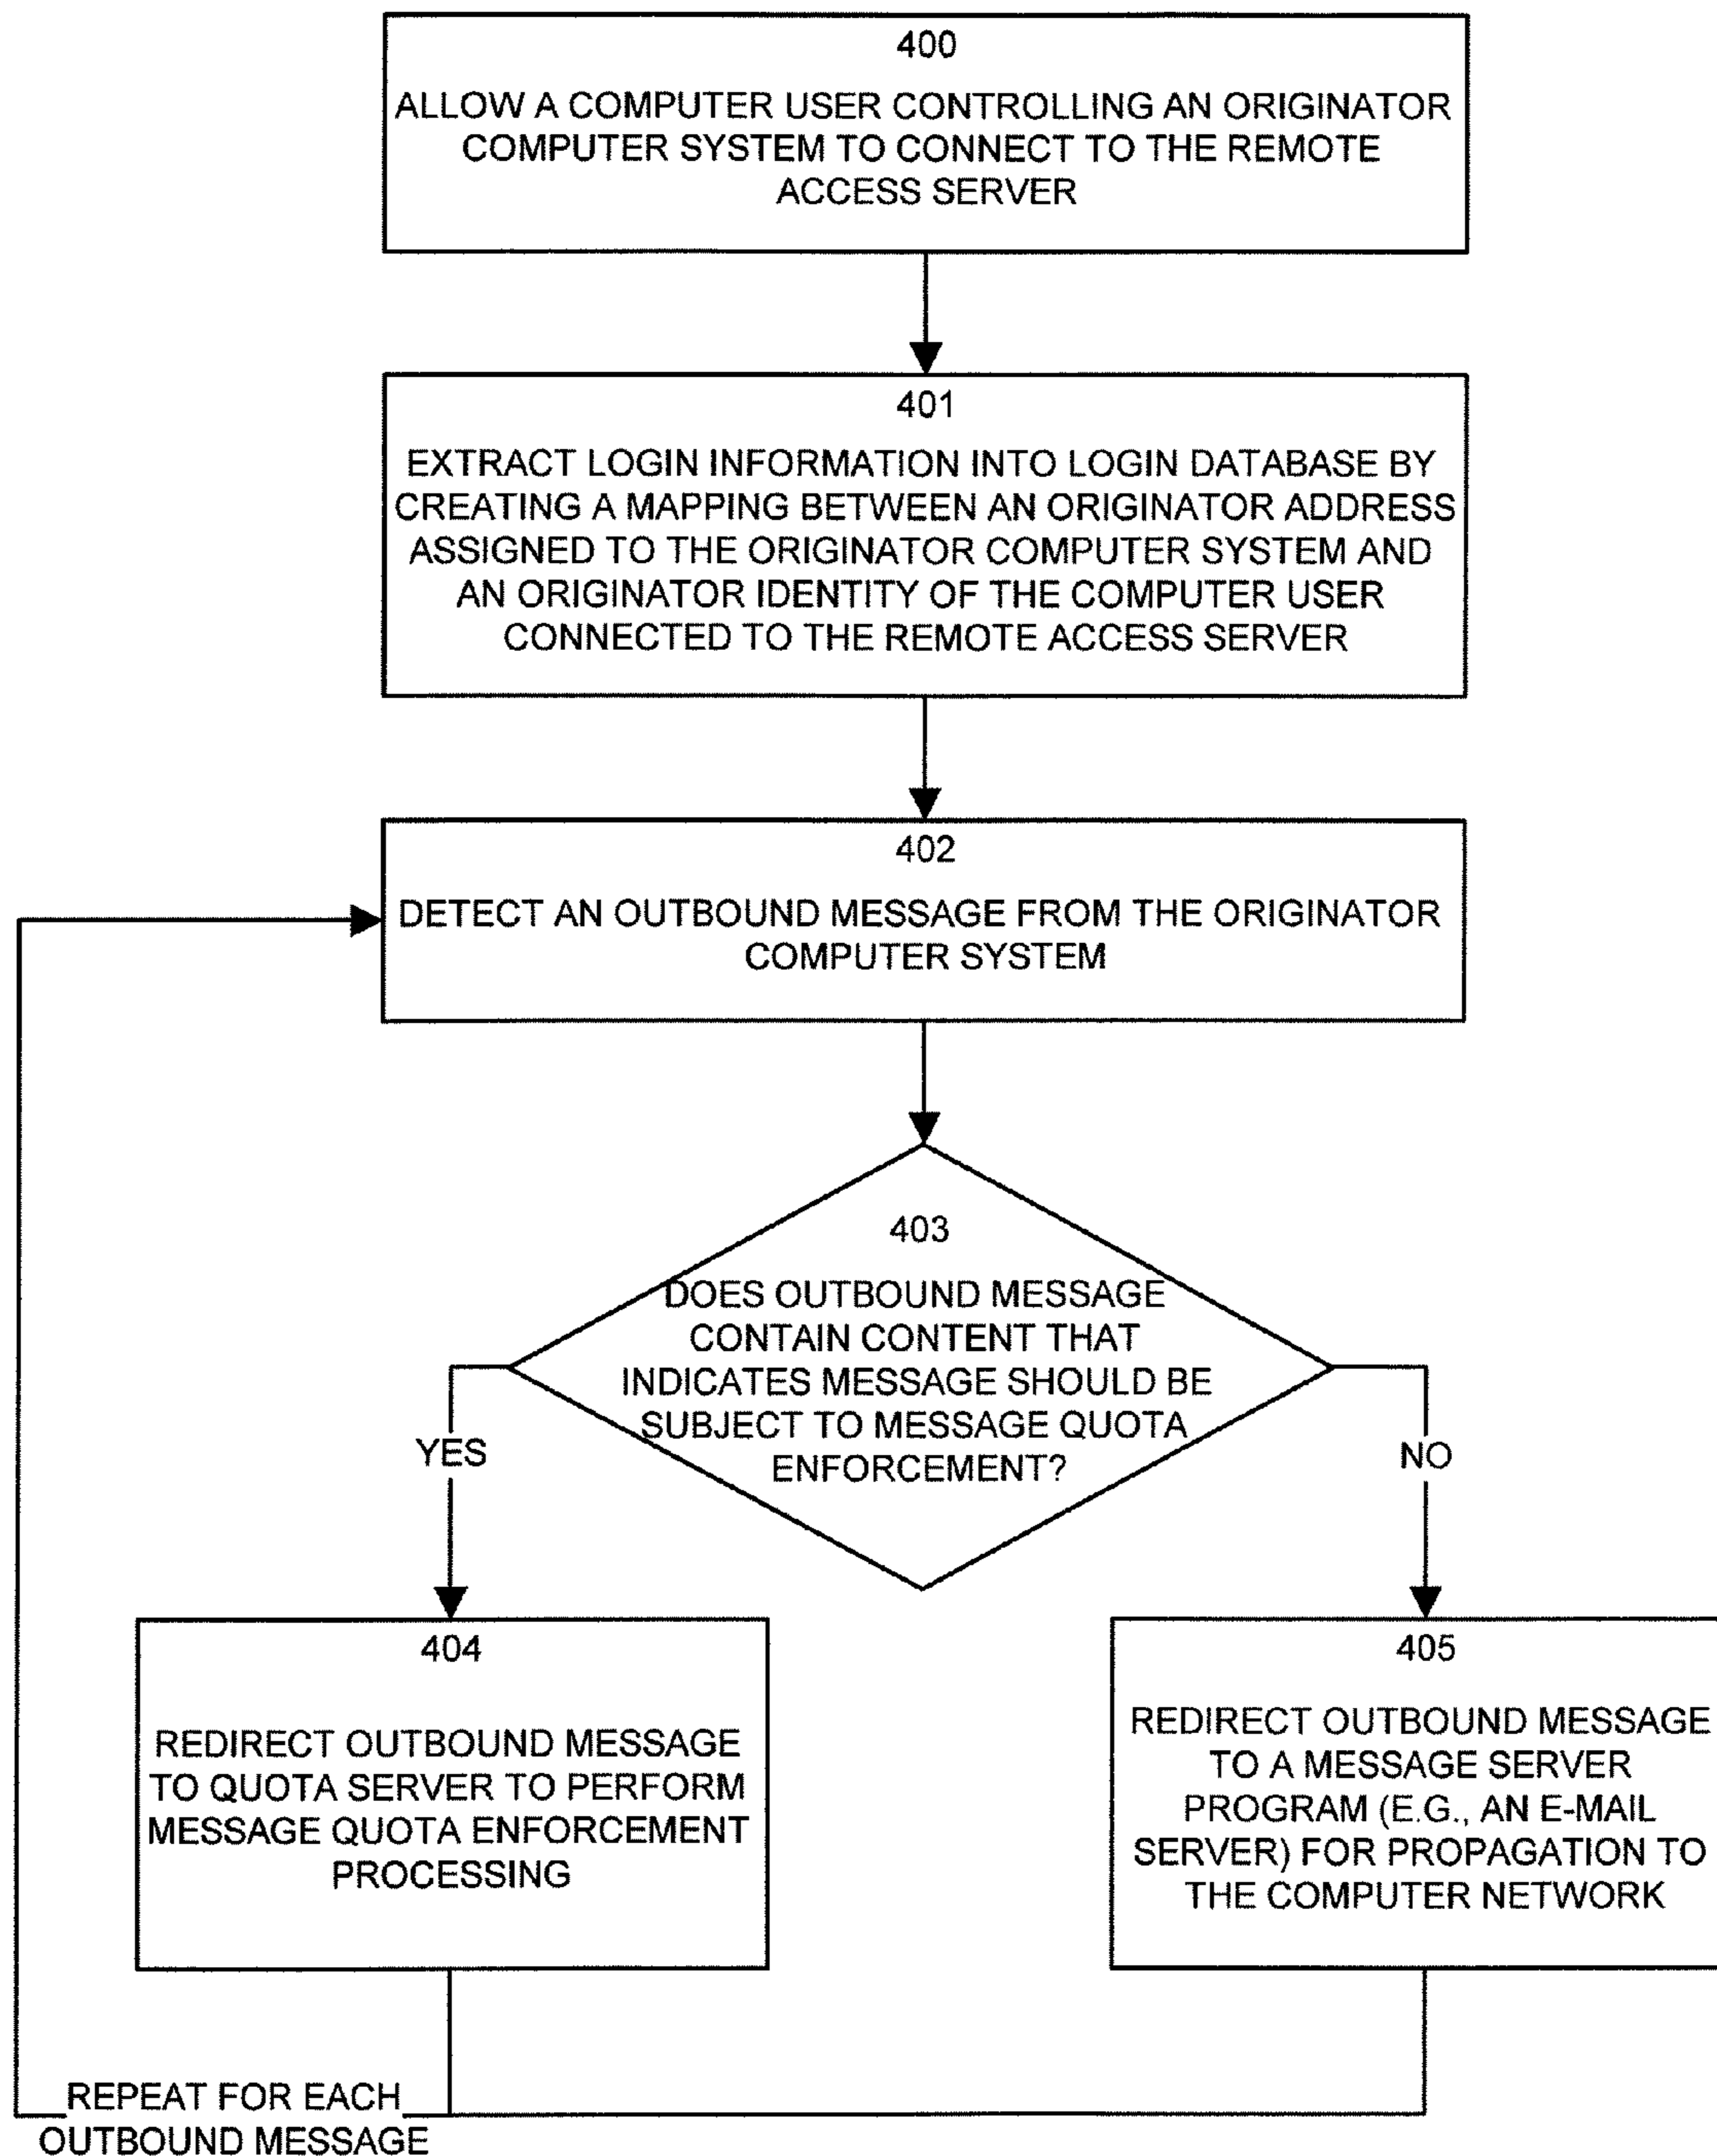 400
ALLOW A COMPUTER USER CONTROLLING AN ORIGINATOR
COMPUTER SYSTEM TO CONNECT TO THE REMOTE
ACCESS SERVER
401
EXTRACT LOGIN INFORMATION INTO LOGIN DATABASE BY
CREATING A MAPPING BETWEEN AN ORIGINATOR ADDRESS
ASSIGNED TO THE ORIGINATOR COMPUTER SYSTEM AND
AN ORIGINATOR IDENTITY OF THE COMPUTER USER
CONNECTED TO THE REMOTE ACCESS SERVER
402
DETECT AN OUTBOUND MESSAGE FROM THE ORIGINATOR
COMPUTER SYSTEM
403
DOES OUTBOUND MESSAGE
CONTAIN CONTENT THAT
INDICATES MESSAGE SHOULD BE
SUBJECT TO MESSAGE QUOTA
ENFORCEMENT?
YES
NO
404
REDIRECT OUTBOUND MESSAGE
TO QUOTA SERVER TO PERFORM
MESSAGE QUOTA ENFORCEMENT
PROCESSING
405
REDIRECT OUTBOUND MESSAGE
TO A MESSAGE SERVER
PROGRAM (E.G., AN E-MAIL
SERVER) FOR PROPAGATION TO
THE COMPUTER NETWORK
REPEAT FOR EACH
OUTBOUND MESSAGE